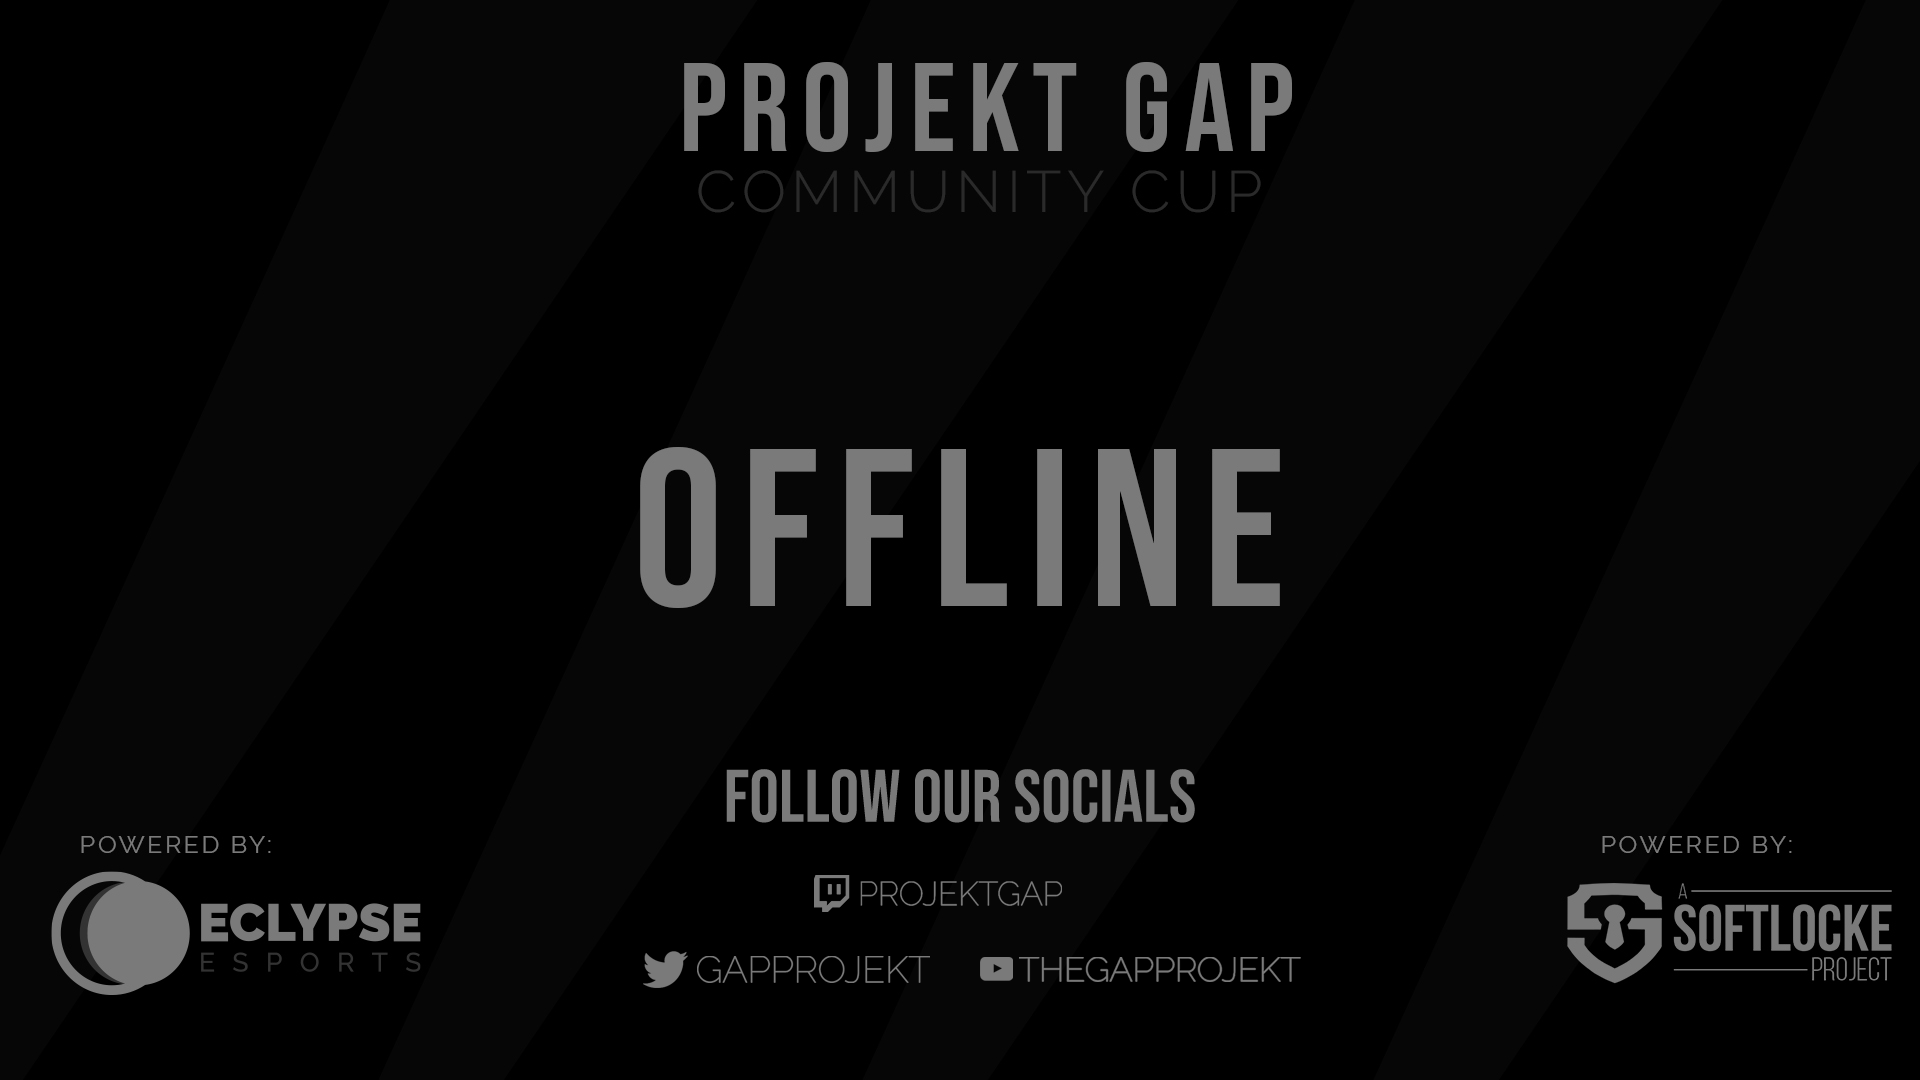 PROJEKT GAP
COMMUNITY CUP
OFFLINE
FOLLOW OUR SOCIALS
PROJEKTGAP
GAPPROJEKT
THEGAPPROJEKT
POWERED BY:
ECLYPSE
ESPORTS
POWERED BY:
A
SOFTLOCKE
PROJECT